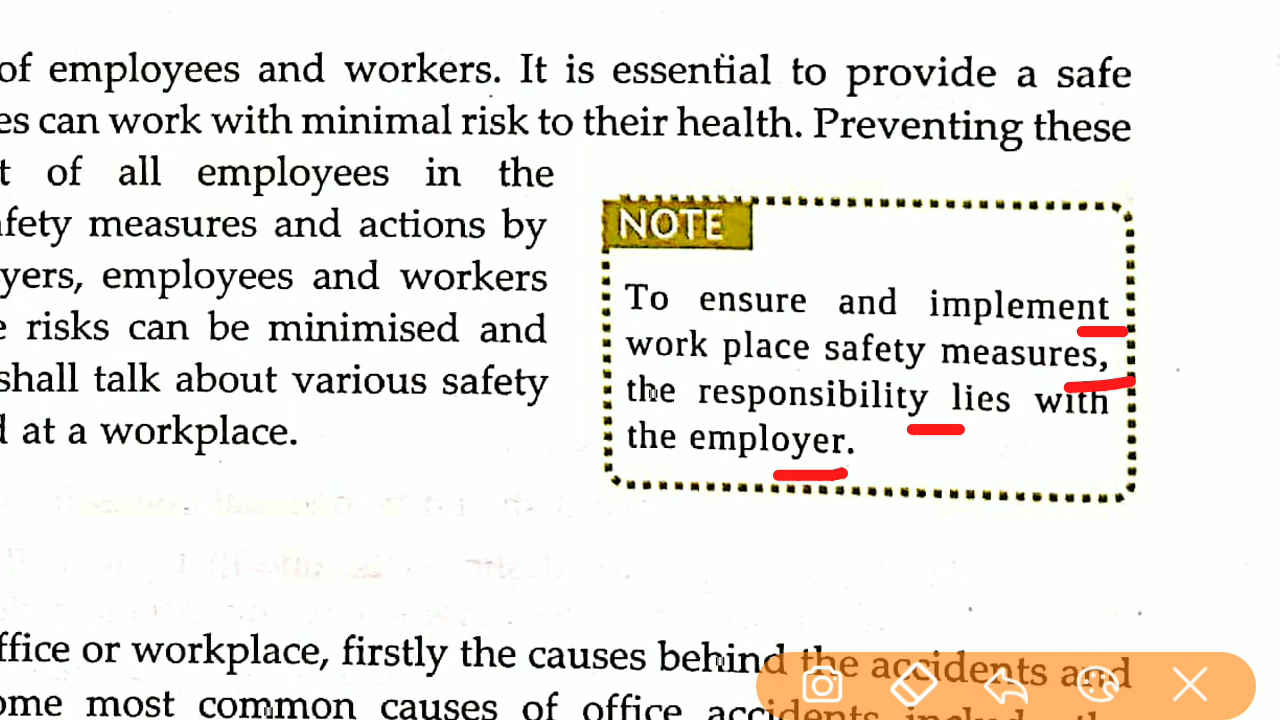 of employees and workers. It is essential to provide a safe
es can work with minimal risk to their health. Preventing these
t of all employees in the
afety measures and actions by
yers, employees and workers
e risks can be minimised and
shall talk about various safety
d at a workplace.
NOTE
To ensure and implement
work place safety measures,
the responsibility lies with
the employer.
ffice or workplace, firstly the causes behind the accidents and
ome most common causes of office accidents